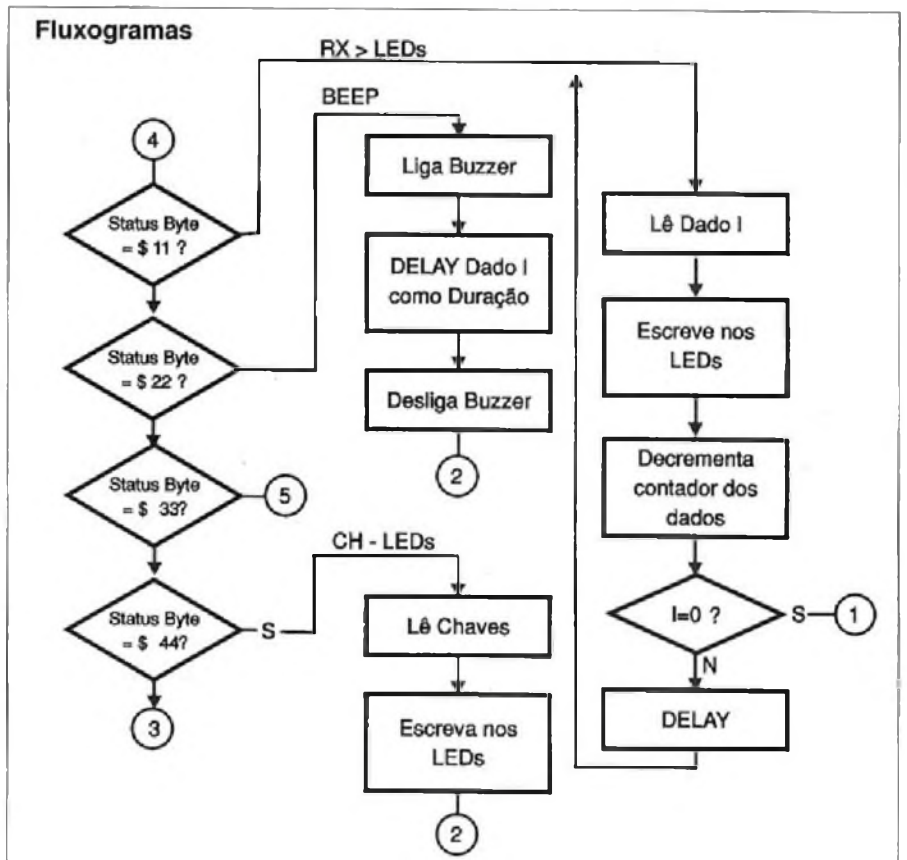 Fluxogramas
RX > LEDs
BEEP
4
Status Byte
= $ 11 ?
Status Byte
= $ 22 ?
Status Byte
= $ 33?
5
Status Byte
= $ 44?
S
3
Liga Buzzer
DELAY Dado I
como Duração
Desliga Buzzer
2
CH - LEDs
Lê Chaves
Escreva nos
LEDs
2
Lê Dado I
Escreve nos
LEDs
Decrementa
contador dos
dados
I=0 ?
S
1
N
DELAY